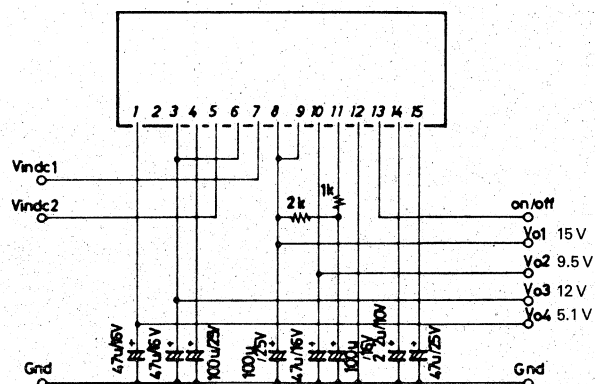 1 2 3 4 5 6 7 8 9 10 11 12 13 14 15
Vindc1
Vindc2
2k
1k
on/off
Vo1 15 V
Vo2 9.5 V
Vo3 12 V
Vo4 5.1 V
47u/16V
47u/16V
100u/25V
100u/25V
47u/16V
100u/16V
2.2u/10V
47u/25V
Gnd
Gnd